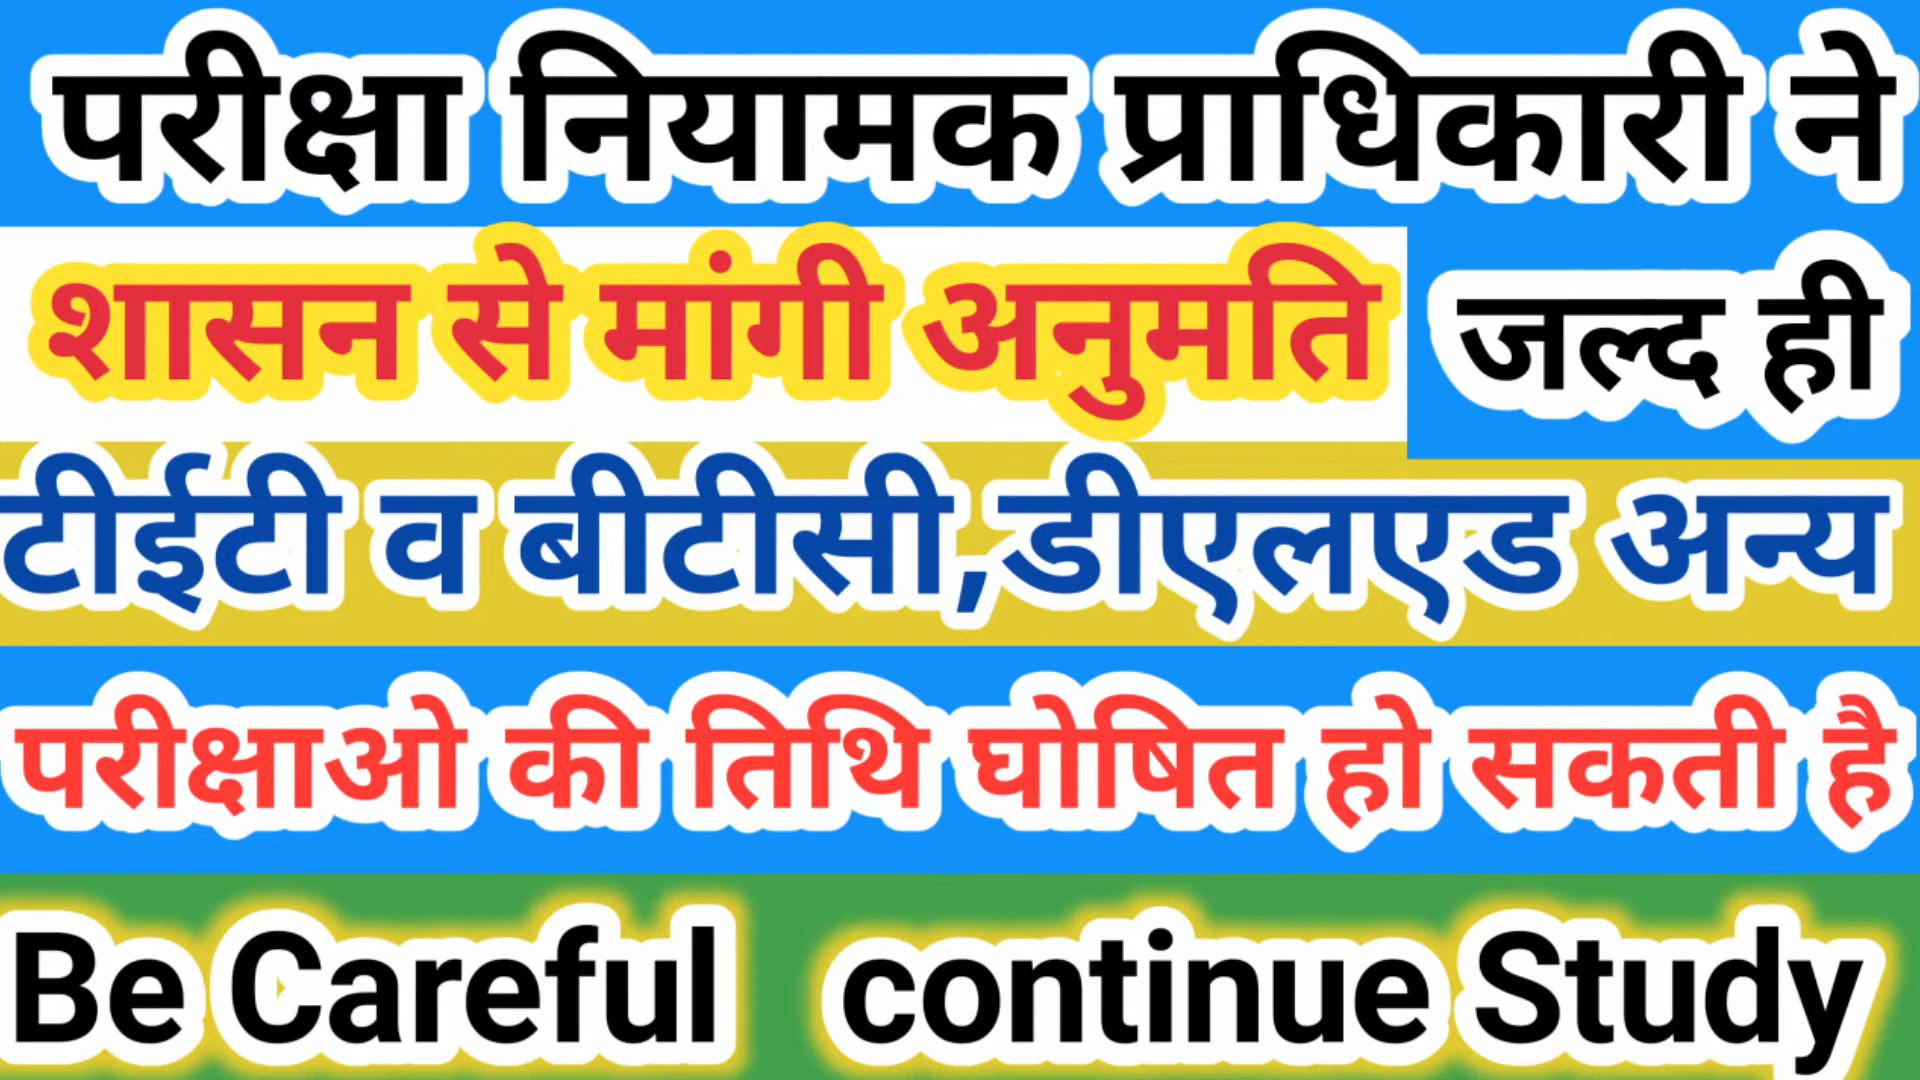 परीक्षा नियामक प्राधिकारी ने
शासन से मांगी अनुमति जल्द ही
टीईटी व बीटीसी,डीएलएड अन्य
परीक्षाओ की तिथि घोषित हो सकती है
Be Careful continue Study